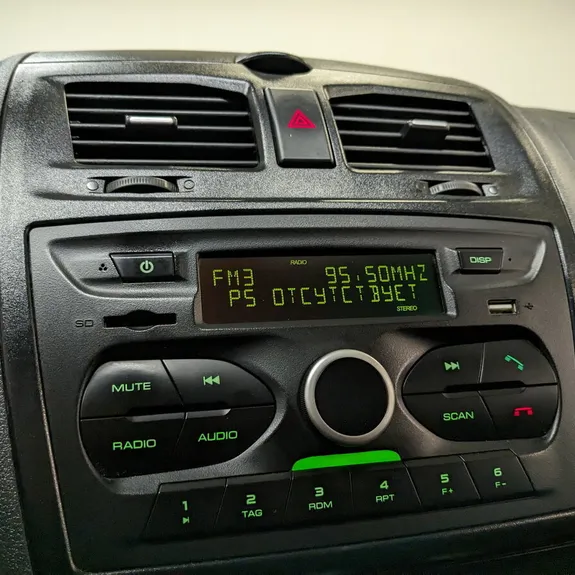 RADIO
FM3 95.50MHZ
PS ОТСУТСТВУЕТ
STEREO
DISP
SD
MUTE
RADIO AUDIO
SCAN
1 2 3 4 5 6
TAG RDM RPT F+ F-